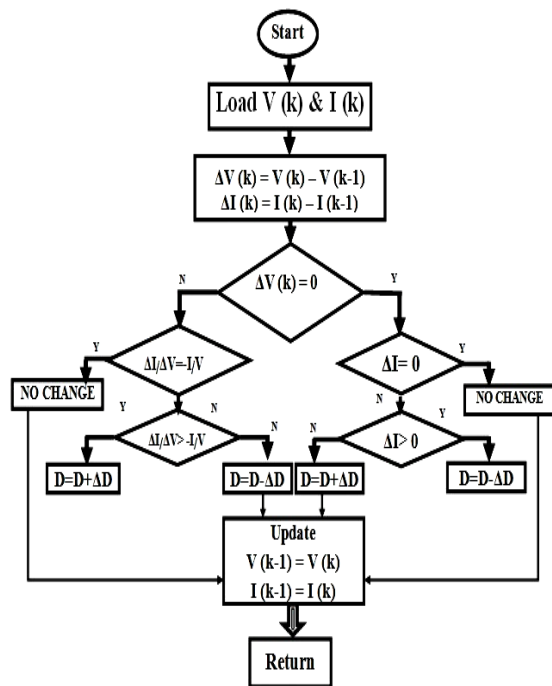 Start
Load V (k) & I (k)
ΔV (k) = V (k) – V (k-1)
ΔI (k) = I (k) – I (k-1)
ΔV (k) = 0
N
Y
ΔI/ΔV=-I/V
Y
N
NO CHANGE
ΔI= 0
Y
N
NO CHANGE
ΔI/ΔV> -I/V
Y
N
D=D+ΔD
D=D-ΔD
ΔI> 0
N
Y
D=D+ΔD
D=D-ΔD
Update
V (k-1) = V (k)
I (k-1) = I (k)
Return